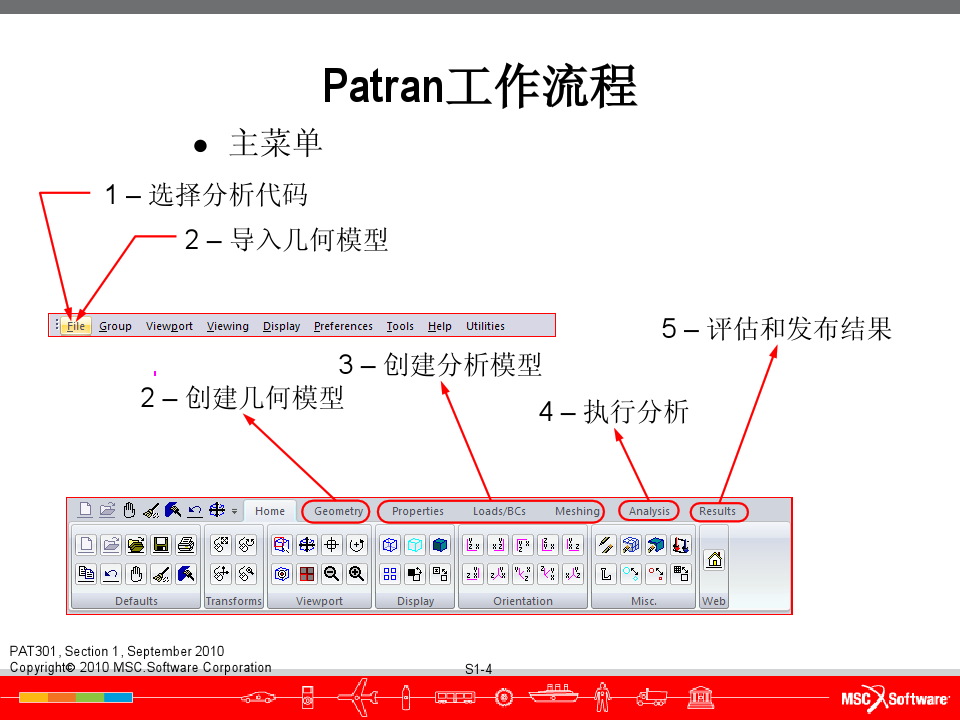 Patran工作流程
● 主菜单
1 – 选择分析代码
2 – 导入几何模型
File Group Viewport Viewing Display Preferences Tools Help Utilities
5 – 评估和发布结果
3 – 创建分析模型
2 – 创建几何模型
4 – 执行分析
Home Geometry Properties Loads/BCs Meshing Analysis Results
Defaults Transforms Viewport Display Orientation Misc. Web
PAT301, Section 1, September 2010
Copyright© 2010 MSC.Software Corporation
S1-4
MSC Software